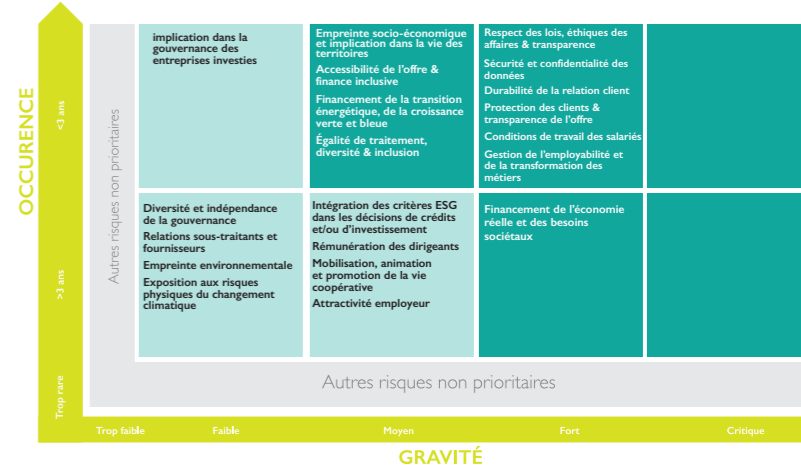 OCCURENCE
<3 ans
>3 ans
Trop rare
Autres risques non prioritaires
implication dans la
gouvernance des
entreprises investies
Empreinte socio-économique
et implication dans la vie des
territoires
Accessibilité de l'offre &
finance inclusive
Financement de la transition
énergétique, de la croissance
verte et bleue
Égalité de traitement,
diversité & inclusion
Respect des lois, éthiques des
affaires & transparence
Sécurité et confidentialité des
données
Durabilité de la relation client
Protection des clients &
transparence de l'offre
Conditions de travail des salariés
Gestion de l'employabilité et
de la transformation des
métiers
Diversité et indépendance
de la gouvernance
Relations sous-traitants et
fournisseurs
Empreinte environnementale
Exposition aux risques
physiques du changement
climatique
Intégration des critères ESG
dans les décisions de crédits
et/ou d'investissement
Rémunération des dirigeants
Mobilisation, animation
et promotion de la vie
coopérative
Attractivité employeur
Financement de l'économie
réelle et des besoins
sociétaux
Autres risques non prioritaires
Trop faible
Faible
Moyen
Fort
Critique
GRAVITÉ